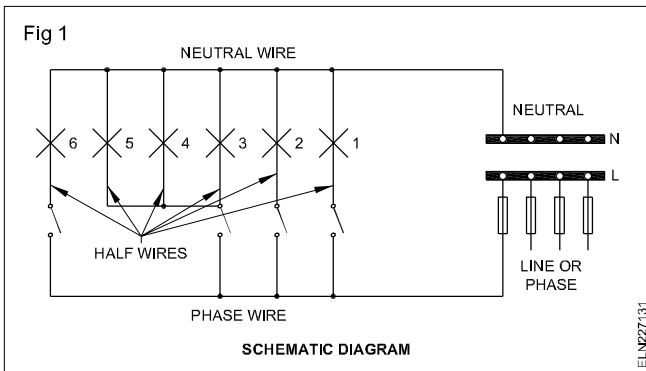 Fig 1
NEUTRAL WIRE
NEUTRAL
6 5 4 3 2 1
N
L
HALF WIRES
LINE OR
PHASE
PHASE WIRE
SCHEMATIC DIAGRAM
ELN227131